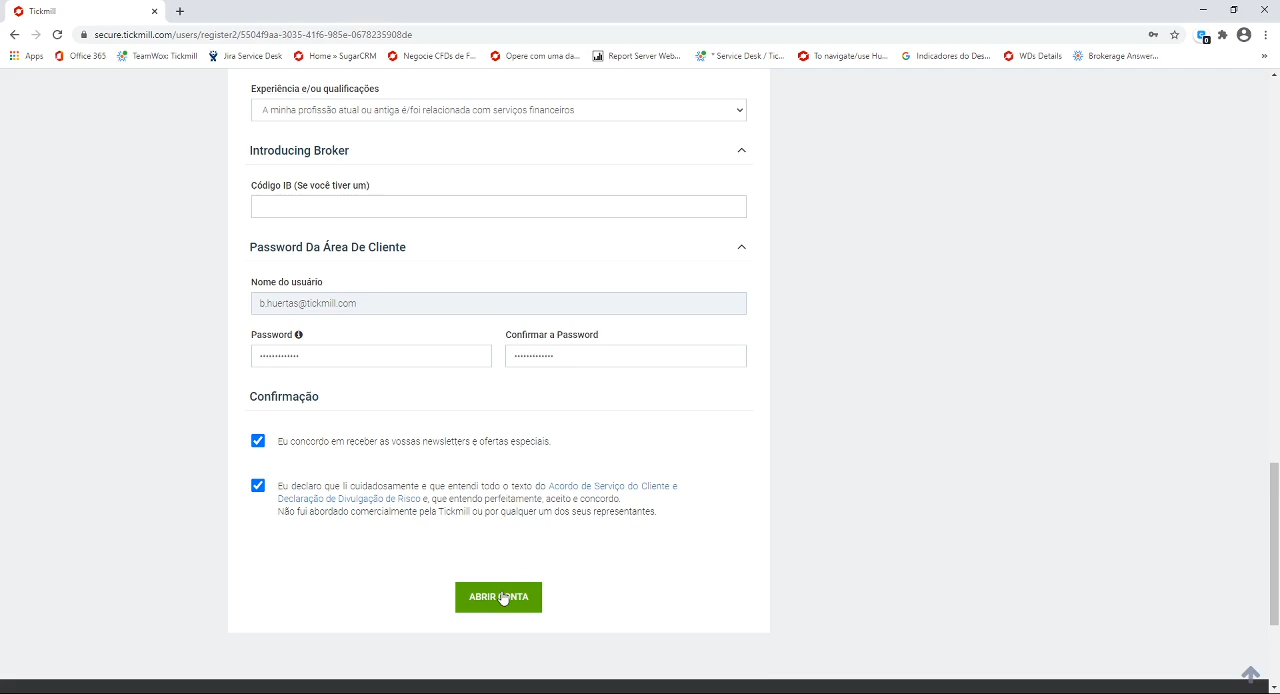 Tickmill
secure.tickmill.com/users/register2/5504f9aa-3035-41f6-985e-0678235908de
Apps
Office 365
TeamWox Tickmill
Jira Service Desk
Home » SugarCRM
Negocie CFDs de F...
Opere com uma da...
Report Server Web...
* Service Desk / Tic...
To navigate/use Hu...
Indicadores do Des...
WDs Details
Brokerage Answer...
»
Experiência e/ou qualificações
A minha profissão atual ou antiga é/foi relacionada com serviços financeiros
Introducing Broker
Código IB (Se você tiver um)
Password Da Área De Cliente
Nome do usuário
b.huertas@tickmill.com
Password
Confirmar a Password
Confirmação
Eu concordo em receber as vossas newsletters e ofertas especiais.
Eu declaro que li cuidadosamente e que entendi todo o texto do Acordo de Serviço do Cliente e
Declaração de Divulgação de Risco e, que entendo perfeitamente, aceito e concordo.
Não fui abordado comercialmente pela Tickmill ou por qualquer um dos seus representantes.
ABRIR CONTA